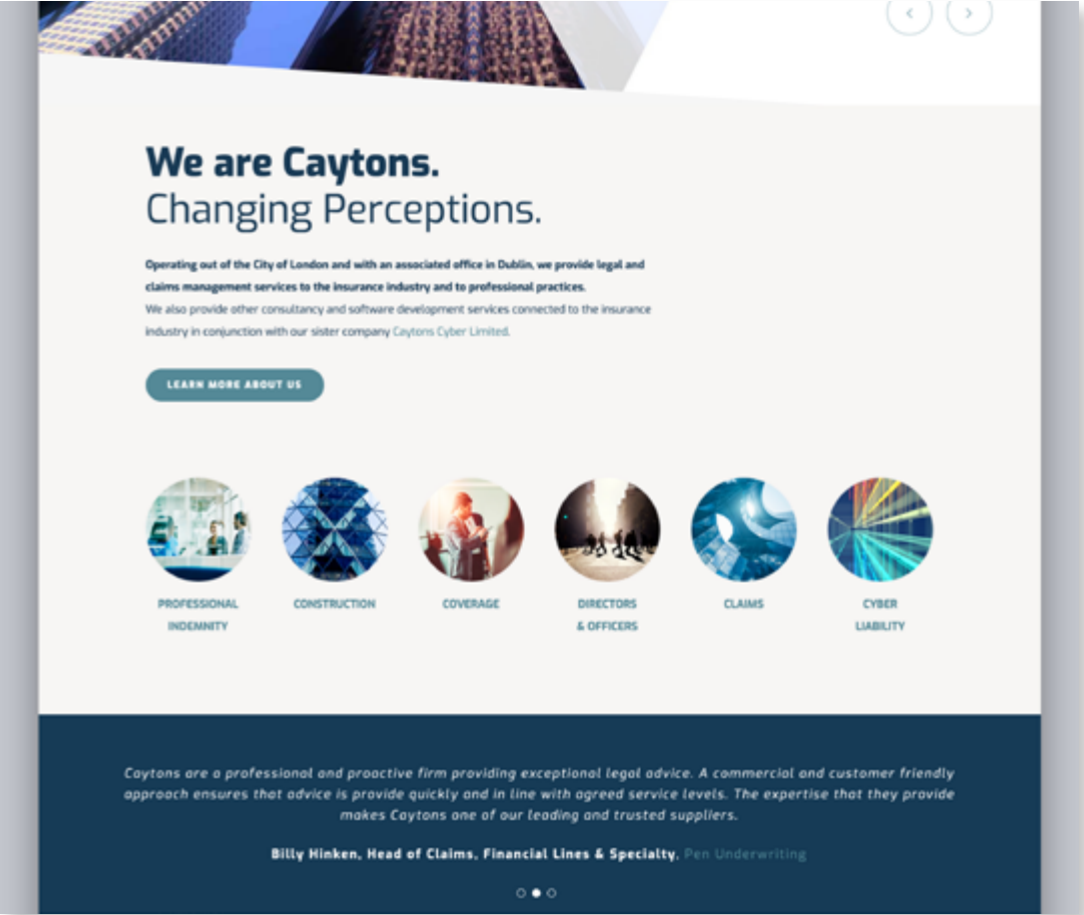 We are Caytons.
Changing Perceptions.
Operating out of the City of London and with an associated office in Dublin, we provide legal and
claims management services to the insurance industry and to professional practices.
We also provide other consultancy and software development services connected to the insurance
industry in conjunction with our sister company Caytons Cyber Limited.
LEARN MORE ABOUT US
PROFESSIONAL
INDEMNITY
CONSTRUCTION
COVERAGE
DIRECTORS
& OFFICERS
CLAIMS
CYBER
LIABILITY
Caytons are a professional and proactive firm providing exceptional legal advice. A commercial and customer friendly
approach ensures that advice is provide quickly and in line with agreed service levels. The expertise that they provide
makes Caytons one of our leading and trusted suppliers.
Billy Hinken, Head of Claims, Financial Lines & Specialty, Pen Underwriting